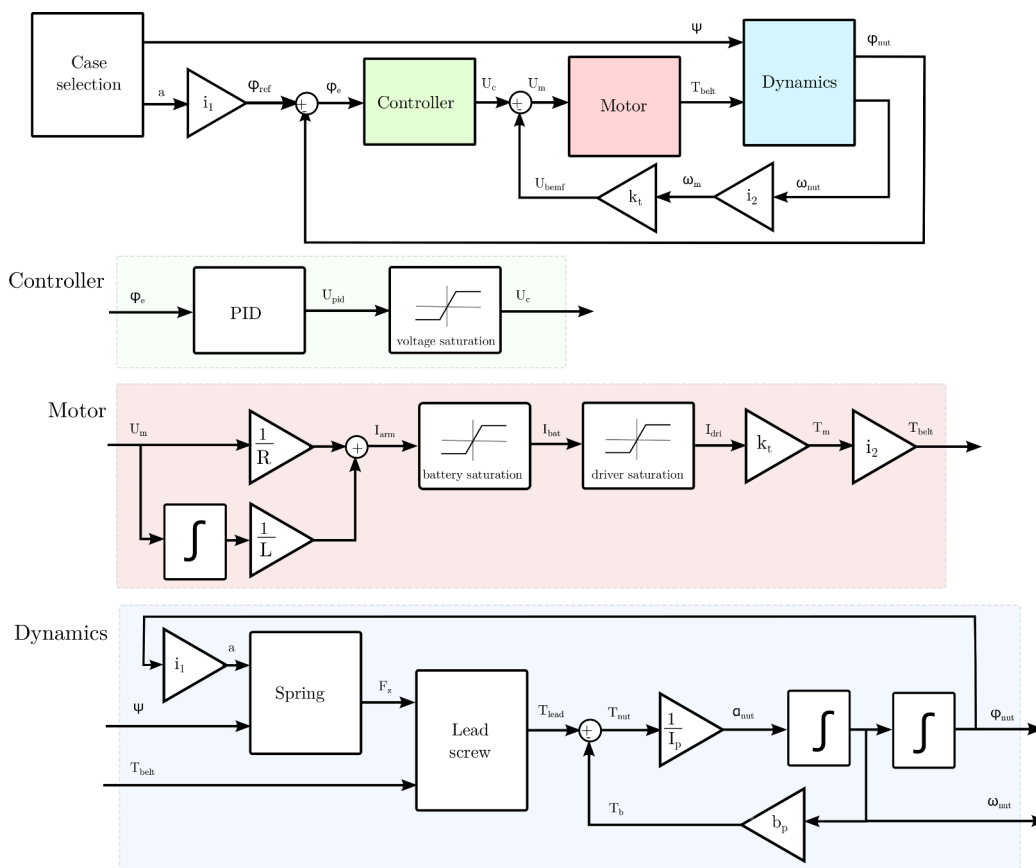 Ψ
φnut
Case
selection
a
i1
φref
+
-
φe
Controller
Uc
+
-
Um
Motor
Tbelt
Dynamics
Ubemf
kt
ωm
i2
ωnut
Controller
φe
PID
Upid
voltage saturation
Uc
Motor
Um
1
R
+
Iarm
battery saturation
Ibat
driver saturation
Idri
kt
Tm
i2
Tbelt
∫
1
L
Dynamics
i1
a
Spring
Ψ
Fz
Lead
screw
Tbelt
Tlead
+
-
Tnut
1
Ip
αnut
∫
∫
φnut
Tb
bp
ωnut